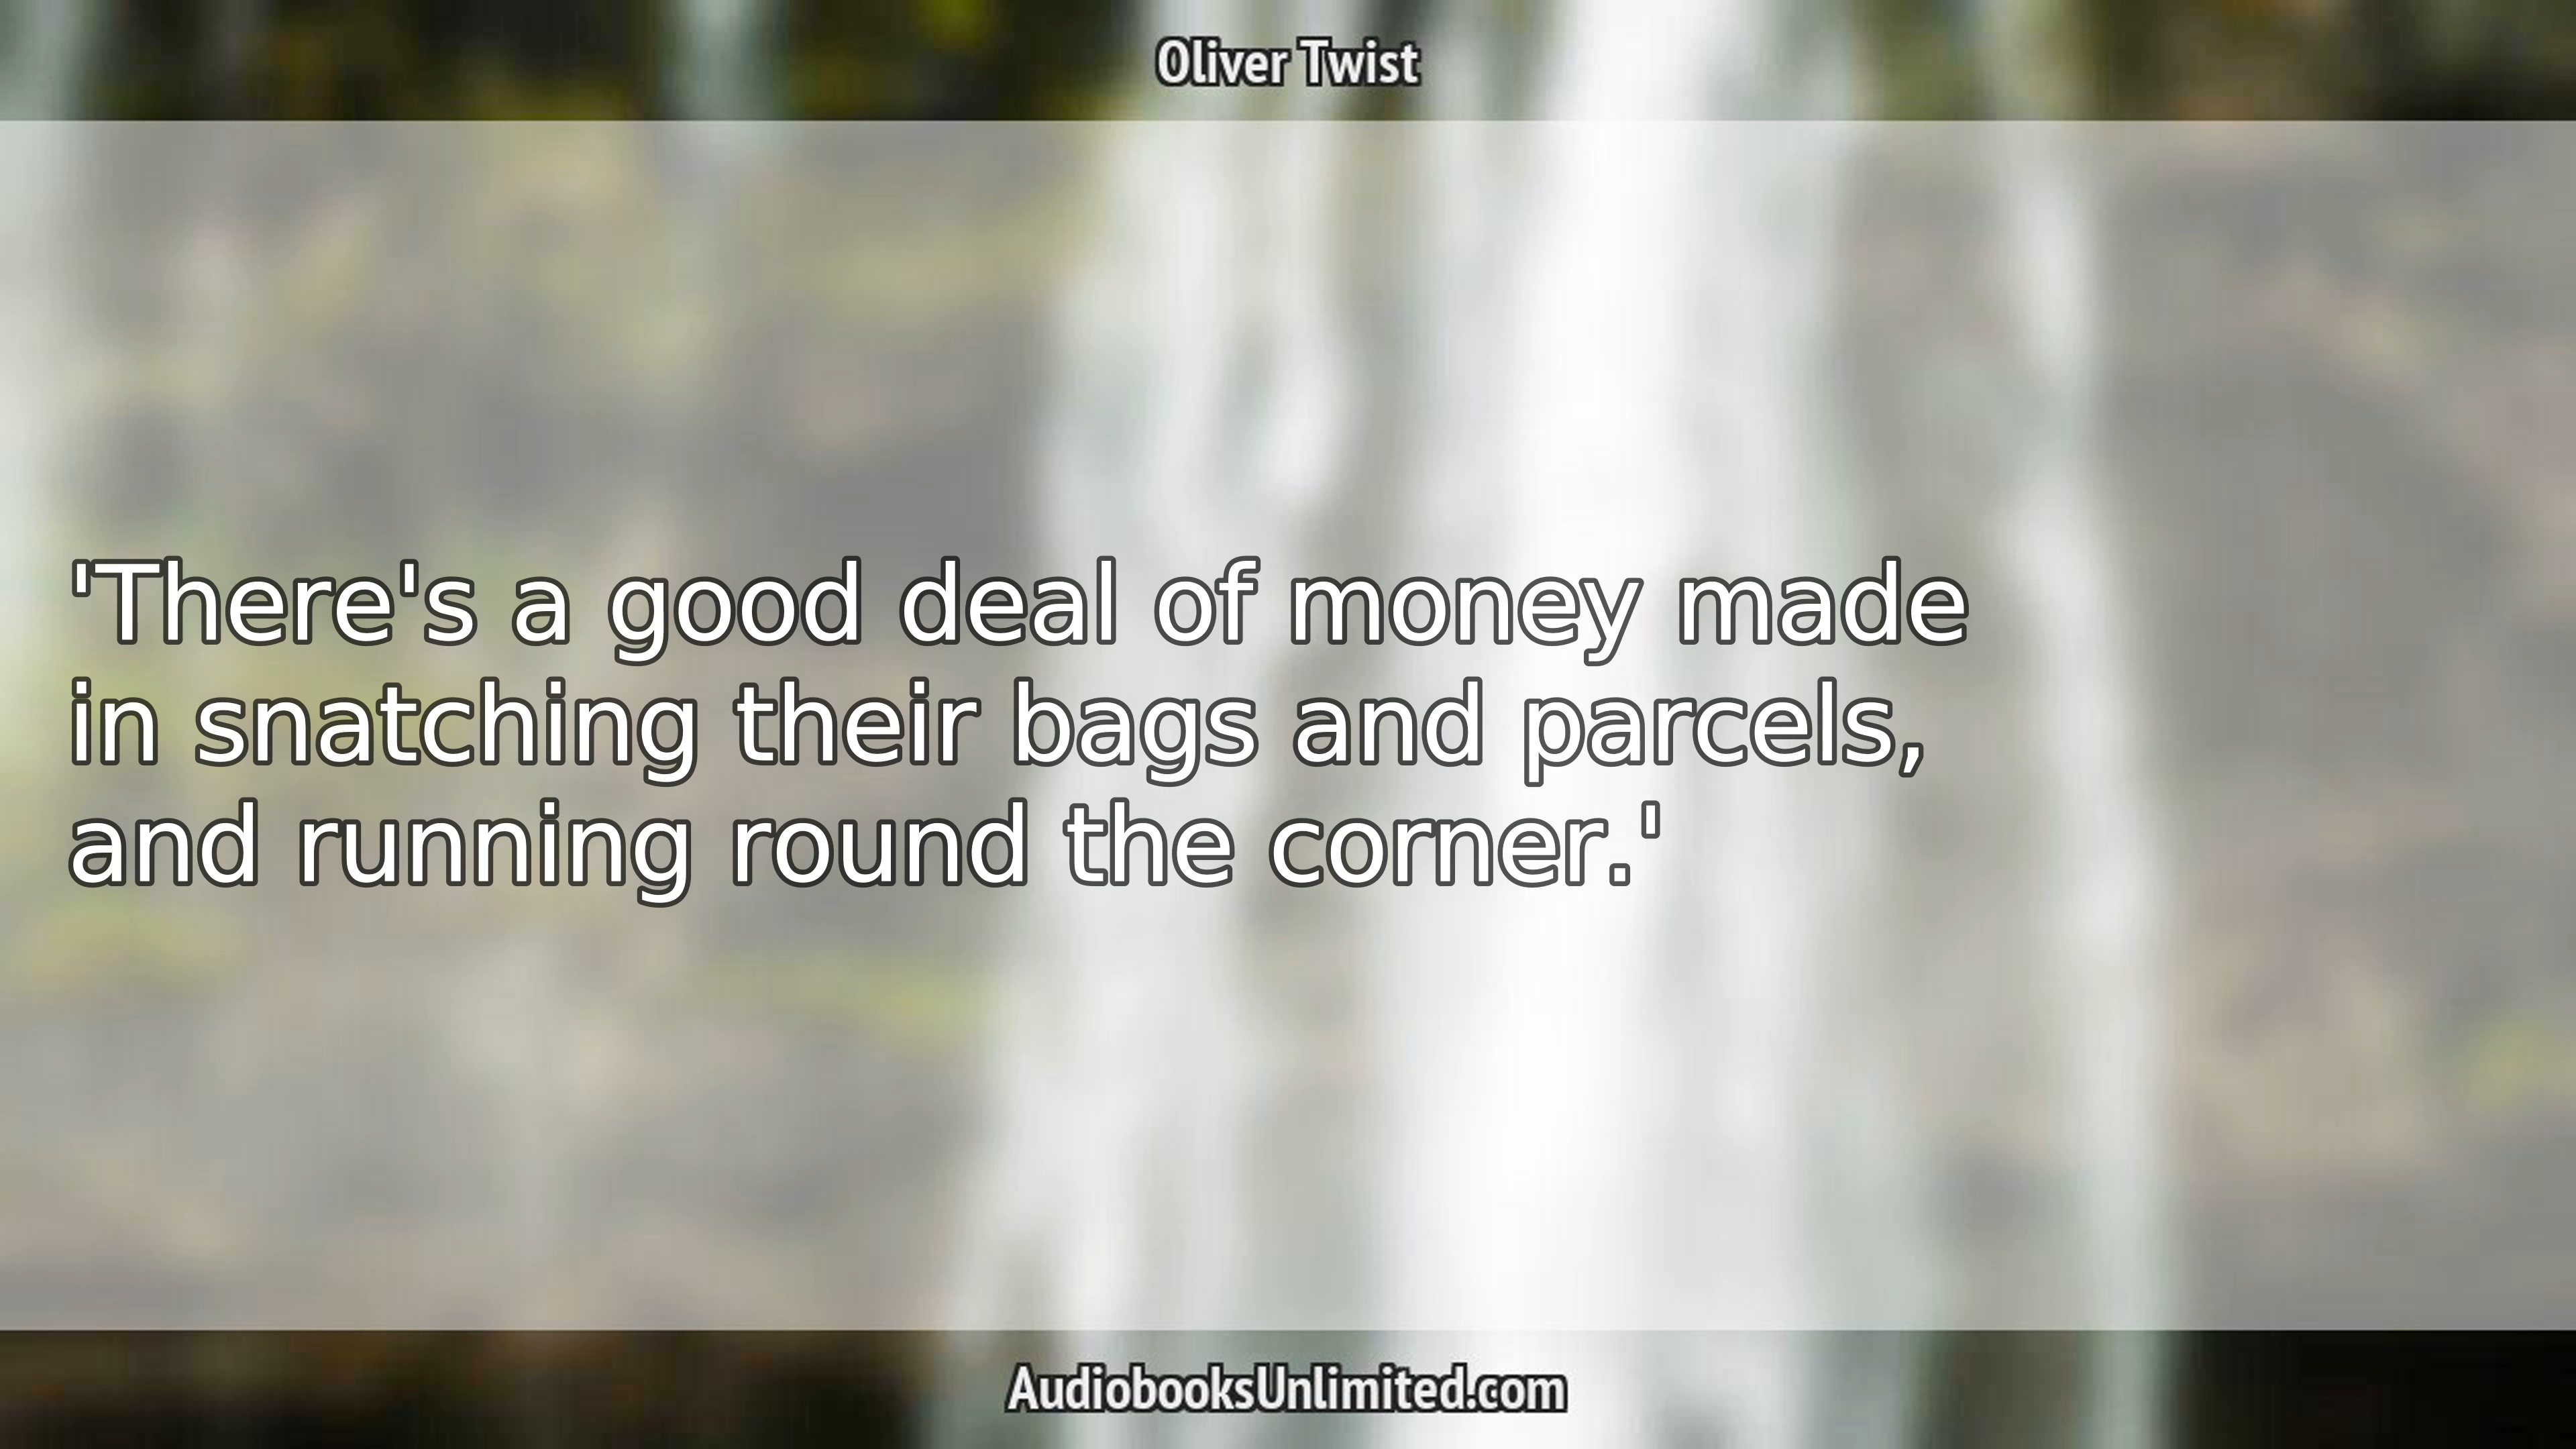 Oliver Twist
'There's a good deal of money made
in snatching their bags and parcels,
and running round the corner.'
AudiobooksUnlimited.com